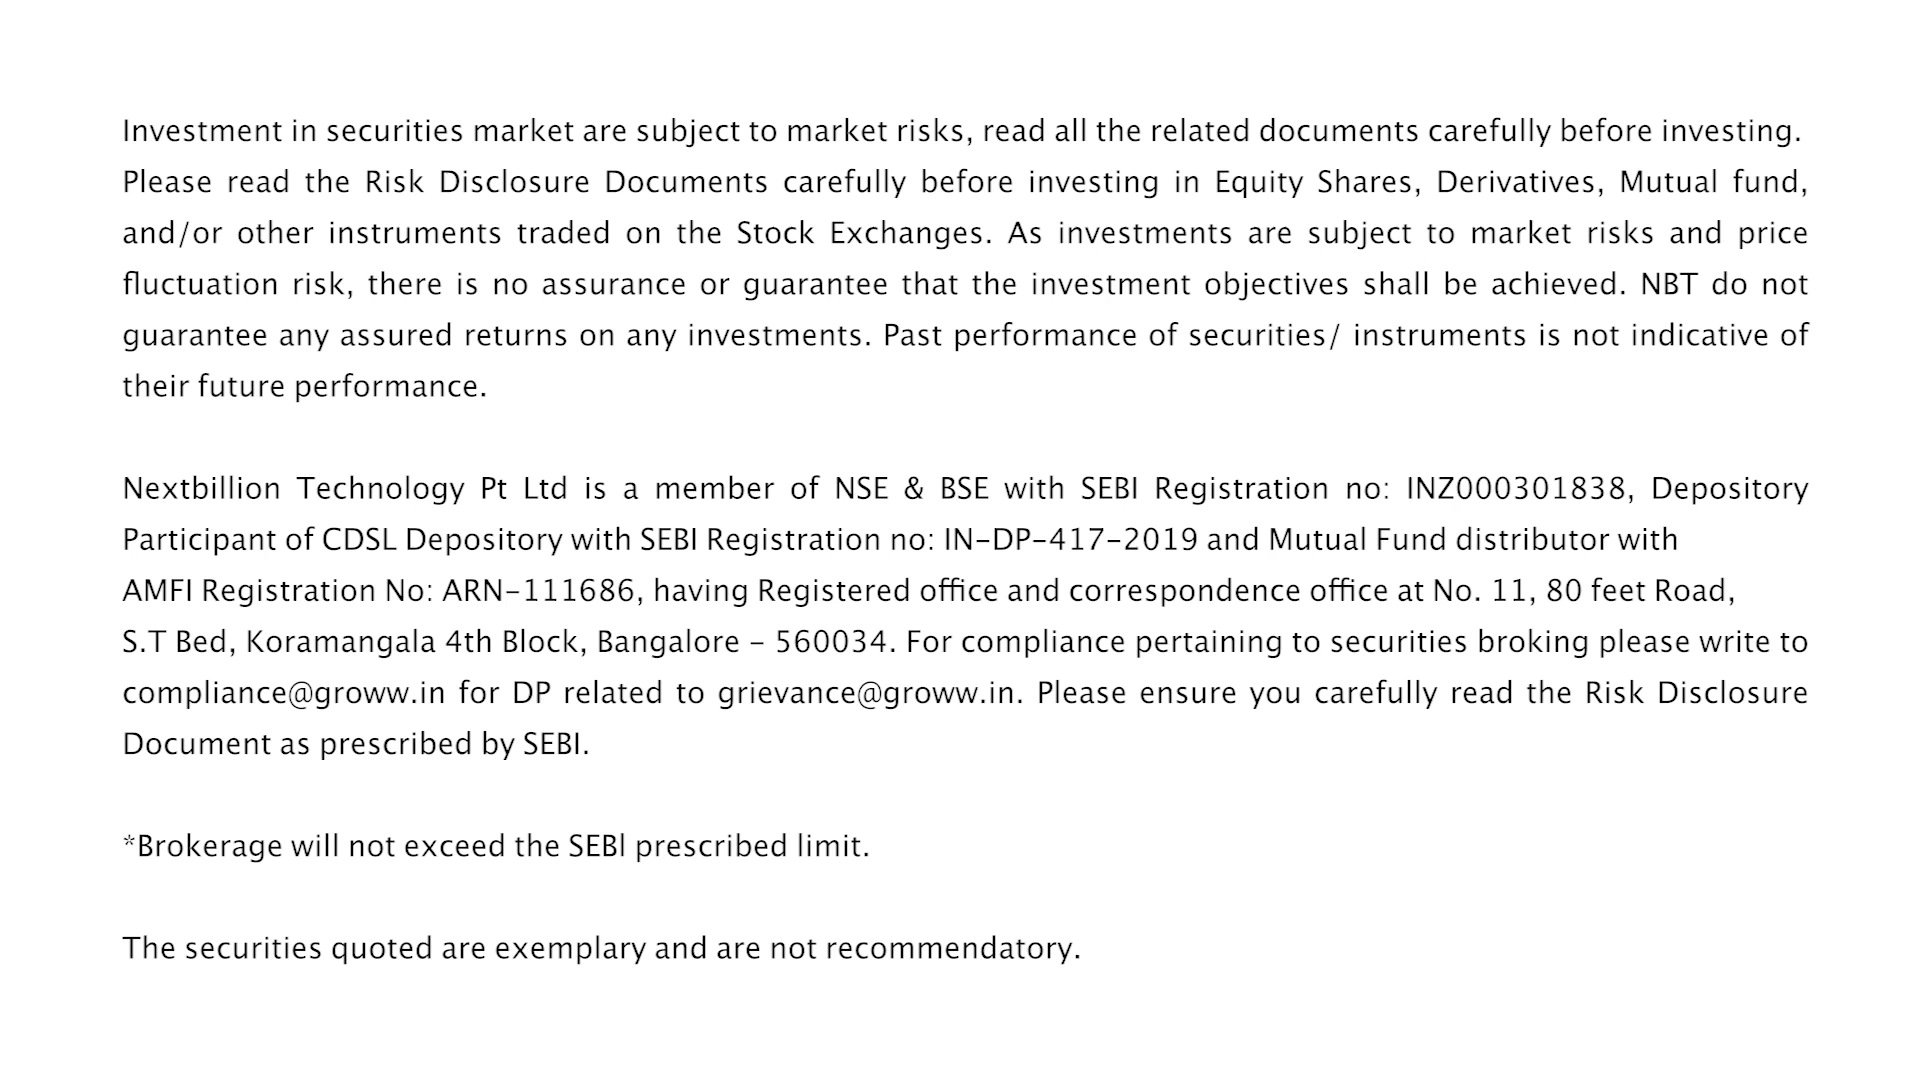 Investment in securities market are subject to market risks, read all the related documents carefully before investing.
Please read the Risk Disclosure Documents carefully before investing in Equity Shares, Derivatives, Mutual fund,
and/or other instruments traded on the Stock Exchanges. As investments are subject to market risks and price
fluctuation risk, there is no assurance or guarantee that the investment objectives shall be achieved. NBT do not
guarantee any assured returns on any investments. Past performance of securities/ instruments is not indicative of
their future performance.
Nextbillion Technology Pt Ltd is a member of NSE & BSE with SEBI Registration no: INZ000301838, Depository
Participant of CDSL Depository with SEBI Registration no: IN-DP-417-2019 and Mutual Fund distributor with
AMFI Registration No: ARN-111686, having Registered office and correspondence office at No. 11, 80 feet Road,
S.T Bed, Koramangala 4th Block, Bangalore - 560034. For compliance pertaining to securities broking please write to
compliance@groww.in for DP related to grievance@groww.in. Please ensure you carefully read the Risk Disclosure
Document as prescribed by SEBI.
*Brokerage will not exceed the SEBl prescribed limit.
The securities quoted are exemplary and are not recommendatory.